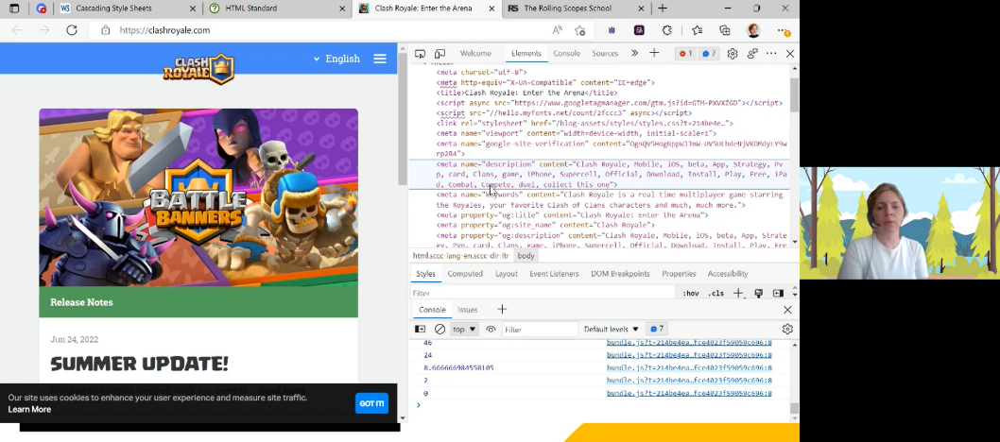 Cascading Style Sheets
HTML Standard
Clash Royale: Enter the Arena
RS The Rolling Scopes School
https://clashroyale.com
CLASH ROYALE
English
BATTLE BANNERS
Release Notes
Jun 24, 2022
SUMMER UPDATE!
Our site uses cookies to enhance your user experience and measure site traffic.
Learn More
GOT IT!
Welcome Elements Console Sources 1 7
<meta charset="utf-8">
<meta http-equiv="X-UA-Compatible" content="IE=edge">
<title>Clash Royale: Enter the Arena</title>
<script async src="https://www.googletagmanager.com/gtm.js?id=GTM-PXVXZGD"></script>
<script src="//hello.myfonts.net/count/2fccc3" async></script>
<link rel="stylesheet" href="/blog-assets/styles/styles.css?t=214be4e…">
<meta name="viewport" content="width=device-width, initial-scale=1">
<meta name="google-site-verification" content=
<meta name="description" content="Clash Royale, Mobile, iOS, beta, App, Strategy, Pv
p, card, Clans, game, iPhone, Supercell, Official, Download, Install, Play, Free, iPa
d, Combat, Compete, duel, collect this one">
<meta name="keywords" content="Clash Royale is a real time multiplayer game starring
the Royales, your favorite Clash of Clans characters and much, much more.">
<meta property="og:title" content="Clash Royale: Enter the Arena">
<meta property="og:site_name" content="Clash Royale">
<meta property="og:description" content="Clash Royale, Mobile, iOS, beta, App, Strate
gy, Pvp, card, Clans, game, iPhone, Supercell, Official, Download, Install, Play, Fre
html.sccc-lang-en.sccc-dir-ltr body
Styles Computed Layout Event Listeners DOM Breakpoints Properties Accessibility
Filter :hov .cls
Console Issues
top Filter Default levels 7
46 bundle.js?t=214be4ea…fce4023f59059c696:8
24 bundle.js?t=214be4ea…fce4023f59059c696:8
8.666666984558105 bundle.js?t=214be4ea…fce4023f59059c696:8
2 bundle.js?t=214be4ea…fce4023f59059c696:8
0 bundle.js?t=214be4ea…fce4023f59059c696:8